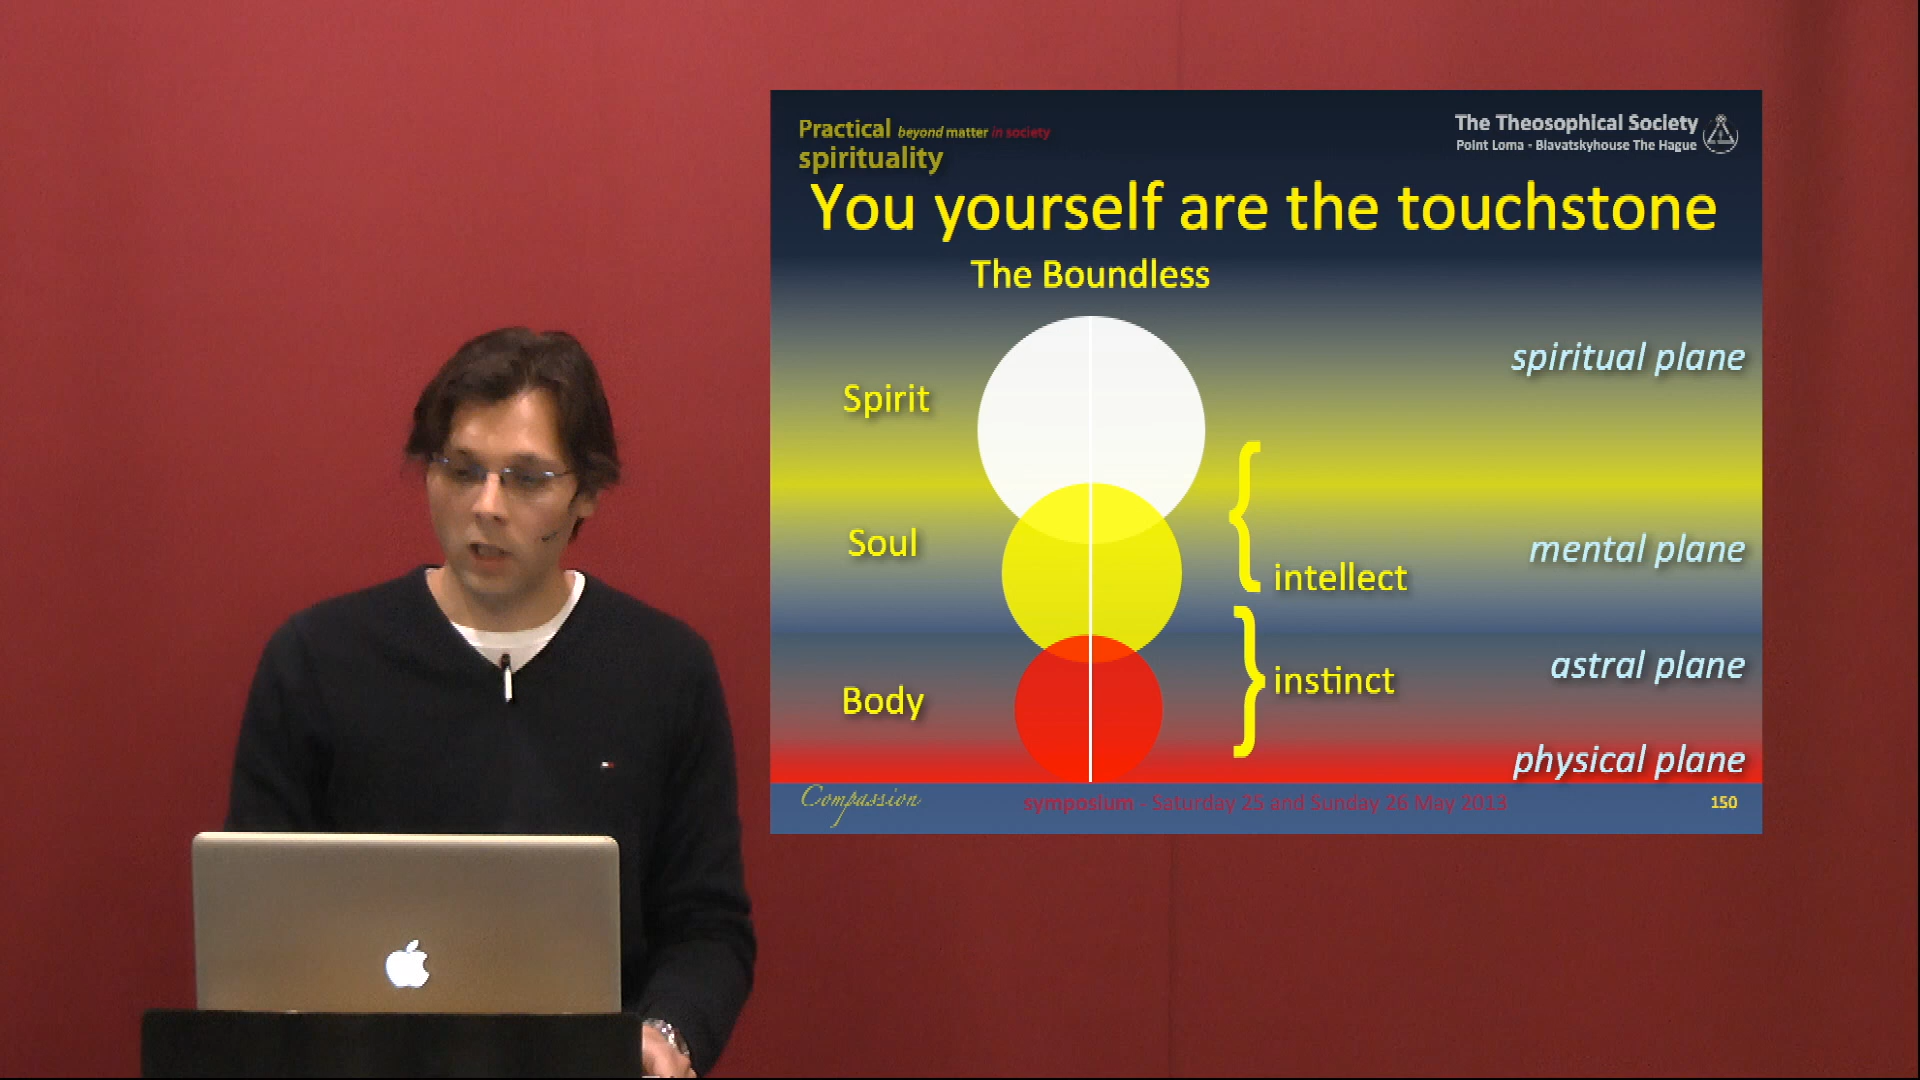 Practical beyond matter in society
spirituality
The Theosophical Society
Point Loma - Blavatskyhouse The Hague
You yourself are the touchstone
The Boundless
spiritual plane
Spirit
Soul
mental plane
intellect
astral plane
instinct
Body
physical plane
Compassion
symposium - Saturday 25 and Sunday 26 May 2013
150